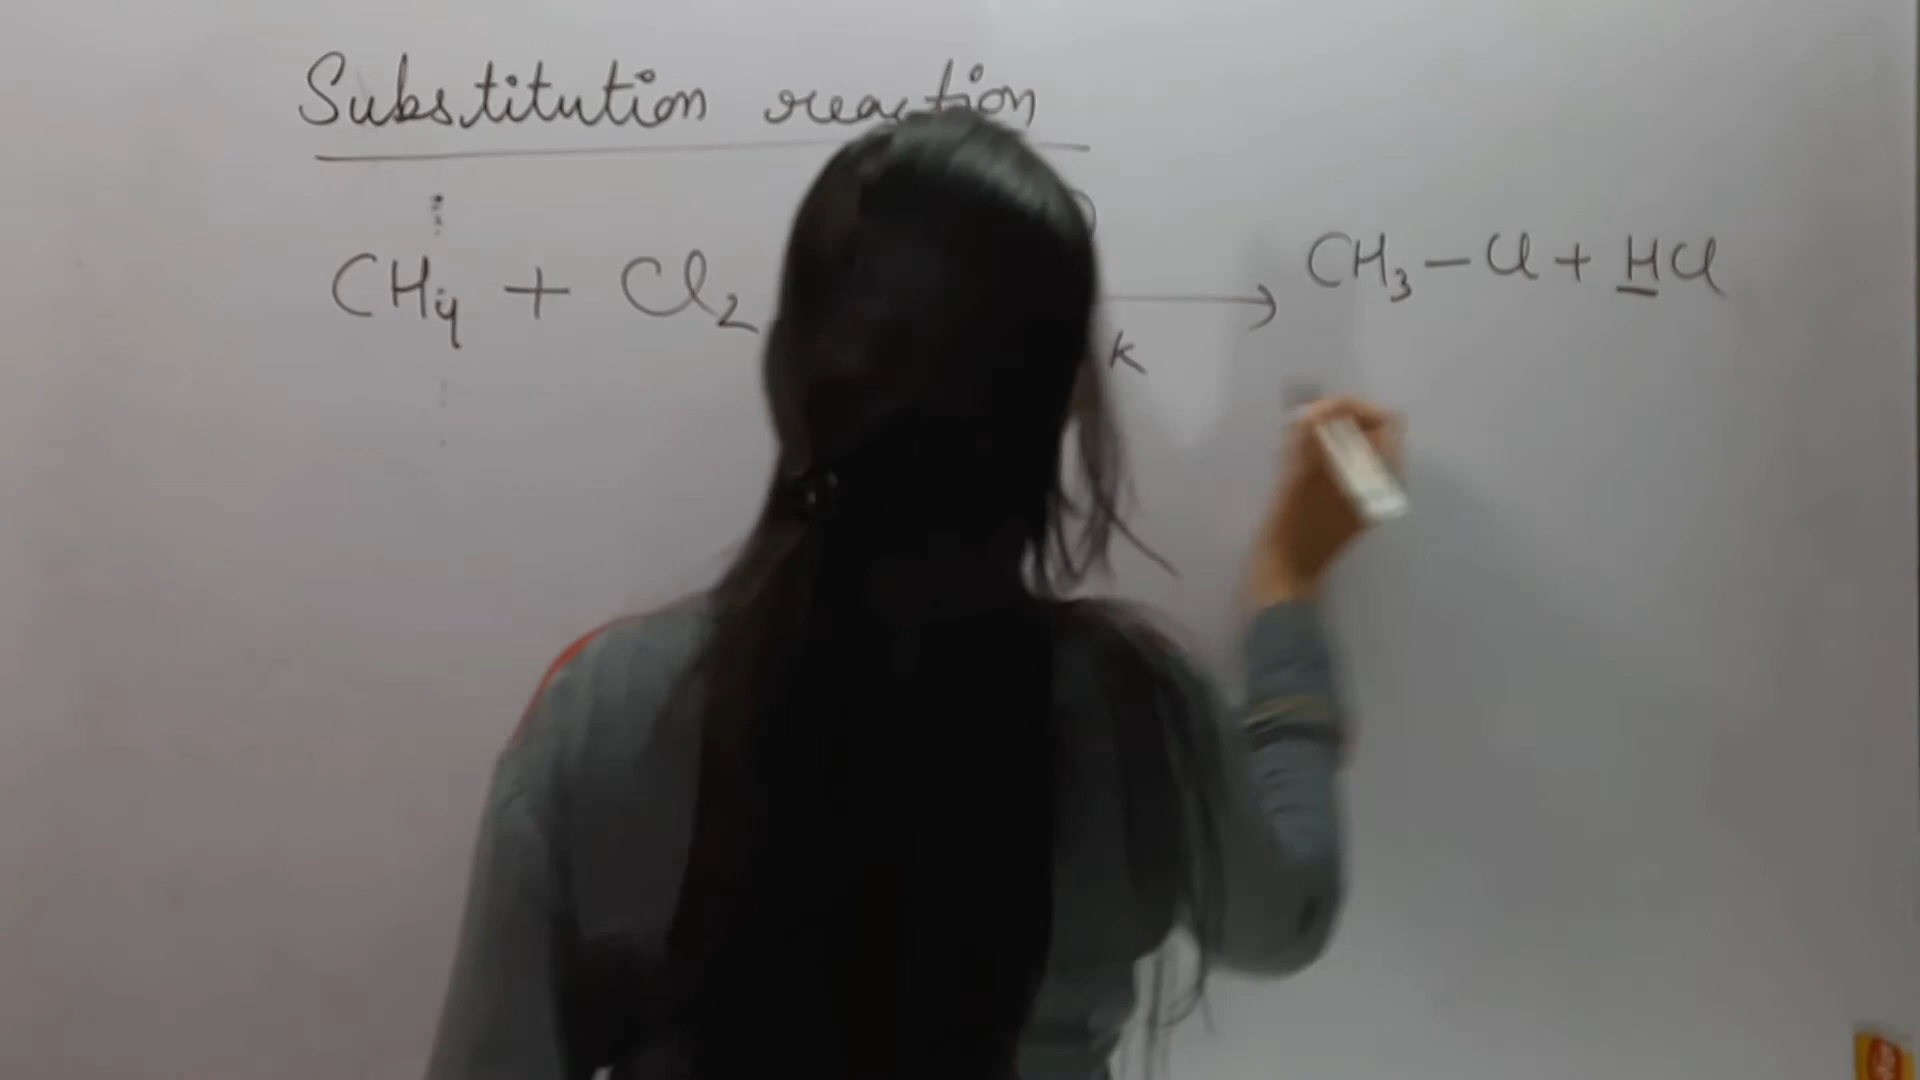 Substitution reaction
CH4 + Cl2 → CH3-Cl + HCl
K